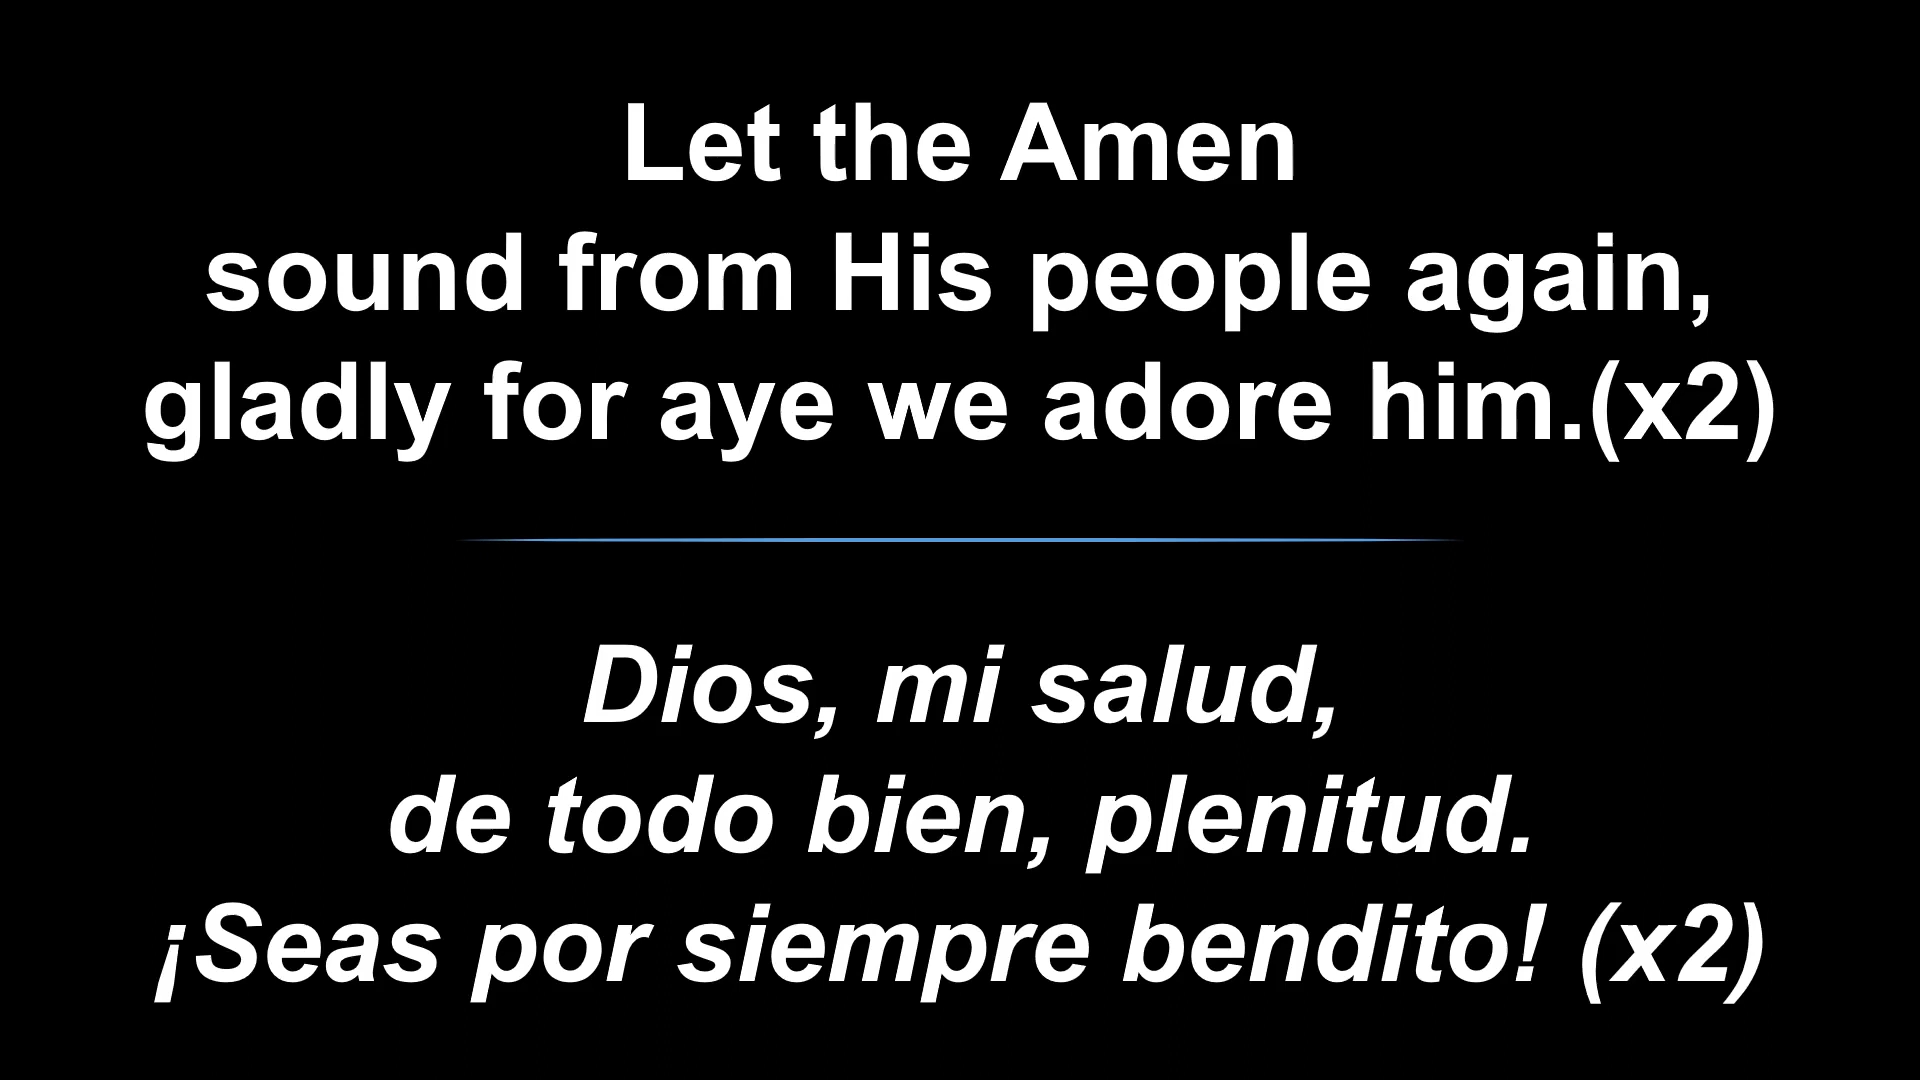 Let the Amen
sound from His people again,
gladly for aye we adore him.(x2)
Dios, mi salud,
de todo bien, plenitud.
¡Seas por siempre bendito! (x2)